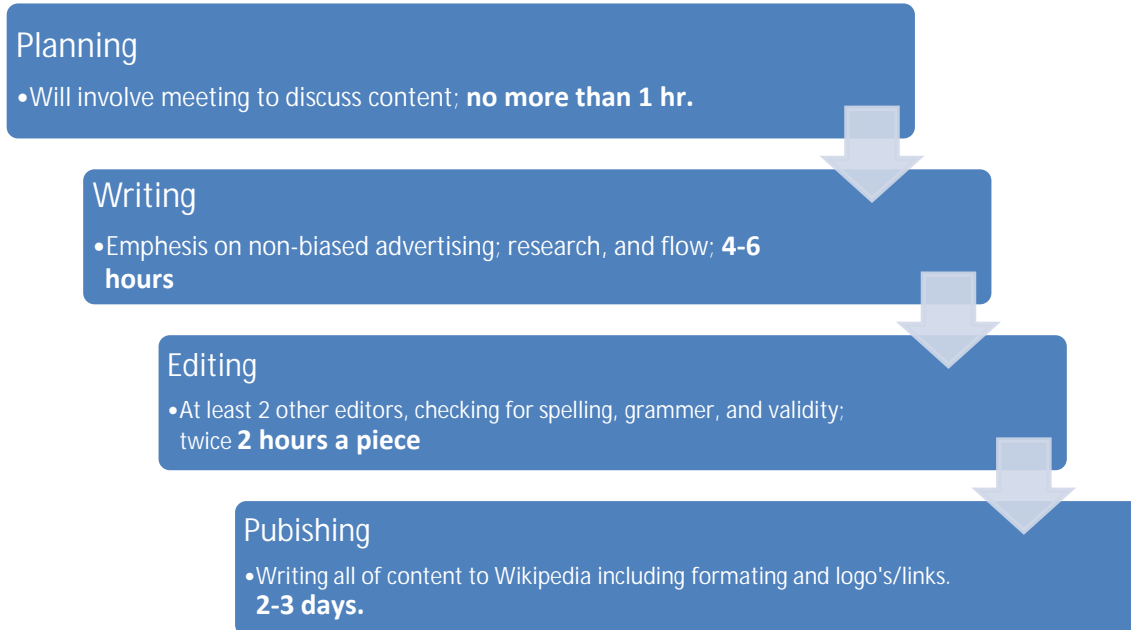 Planning
•Will involve meeting to discuss content; no more than 1 hr.
Writing
•Emphesis on non-biased advertising; research, and flow; 4-6
hours
Editing
•At least 2 other editors, checking for spelling, grammer, and validity;
twice 2 hours a piece
Pubishing
•Writing all of content to Wikipedia including formating and logo's/links.
2-3 days.